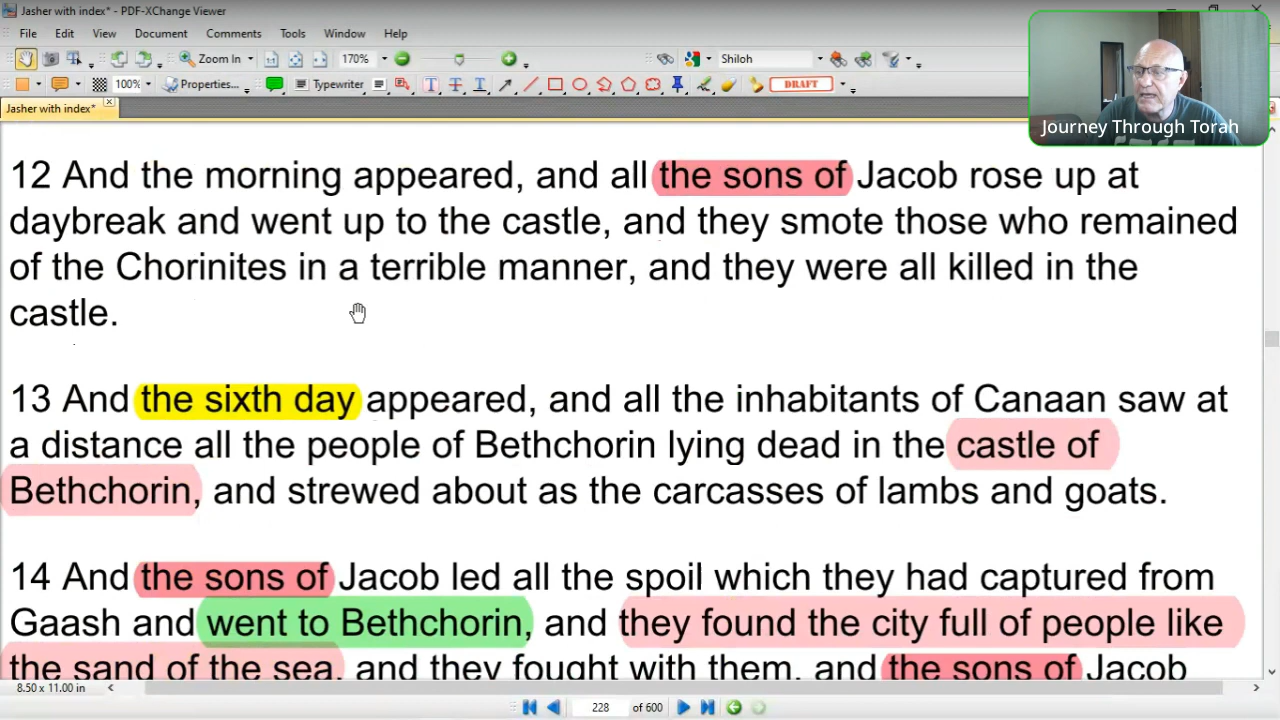 Jasher with index* - PDF-XChange Viewer
File Edit View Document Comments Tools Window Help
Zoom In 170% Shiloh
100% Properties... Typewriter DRAFT
Jasher with index*
Journey Through Torah
12 And the morning appeared, and all the sons of Jacob rose up at
daybreak and went up to the castle, and they smote those who remained
of the Chorinites in a terrible manner, and they were all killed in the
castle.
13 And the sixth day appeared, and all the inhabitants of Canaan saw at
a distance all the people of Bethchorin lying dead in the castle of
Bethchorin, and strewed about as the carcasses of lambs and goats.
14 And the sons of Jacob led all the spoil which they had captured from
Gaash and went to Bethchorin, and they found the city full of people like
the sand of the sea, and they fought with them, and the sons of Jacob
8.50 x 11.00 in
228 of 600